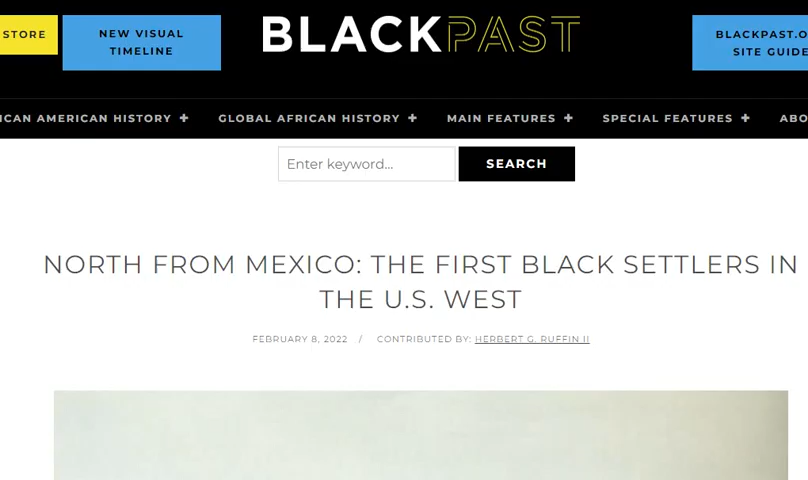 STORE
NEW VISUAL
TIMELINE
BLACKPAST
BLACKPAST.O
SITE GUIDE
ICAN AMERICAN HISTORY +
GLOBAL AFRICAN HISTORY +
MAIN FEATURES +
SPECIAL FEATURES +
ABO
Enter keyword...
SEARCH
NORTH FROM MEXICO: THE FIRST BLACK SETTLERS IN
THE U.S. WEST
FEBRUARY 8, 2022 / CONTRIBUTED BY: HERBERT G. RUFFIN II